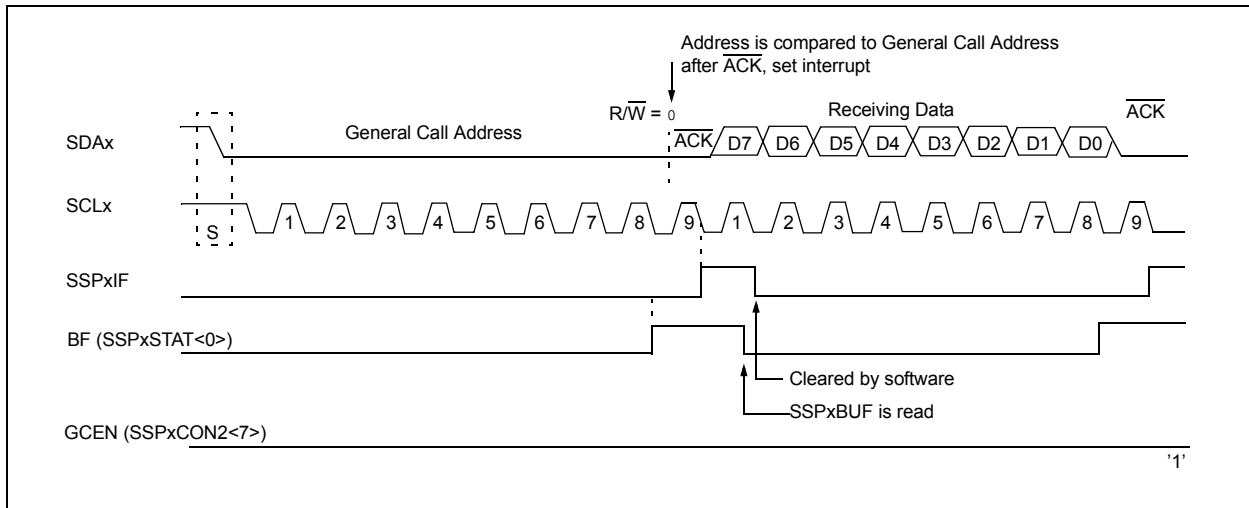 Address is compared to General Call Address
after ACK, set interrupt
R/W = 0
General Call Address
Receiving Data
ACK
SDAx
ACK
D7 D6 D5 D4 D3 D2 D1 D0
SCLx
S
1 2 3 4 5 6 7 8 9 1 2 3 4 5 6 7 8 9
SSPxIF
BF (SSPxSTAT<0>)
Cleared by software
SSPxBUF is read
GCEN (SSPxCON2<7>)
'1'